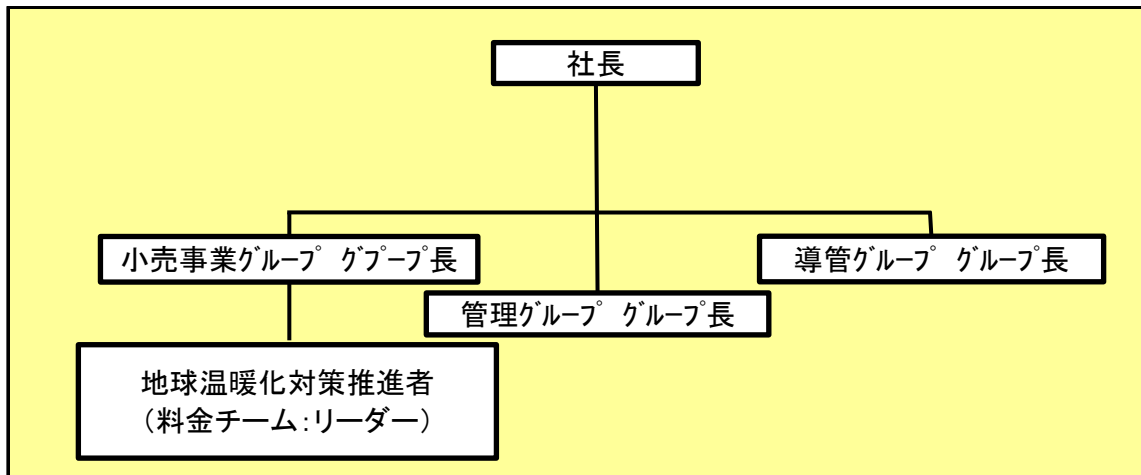 社長
小売事業ｸﾞﾙｰﾌﾟ ｸﾞﾌﾟｰﾌﾟ長
導管ｸﾞﾙｰﾌﾟ ｸﾞﾙｰﾌﾟ長
管理ｸﾞﾙｰﾌﾟ ｸﾞﾙｰﾌﾟ長
地球温暖化対策推進者
（料金チーム：リーダー）